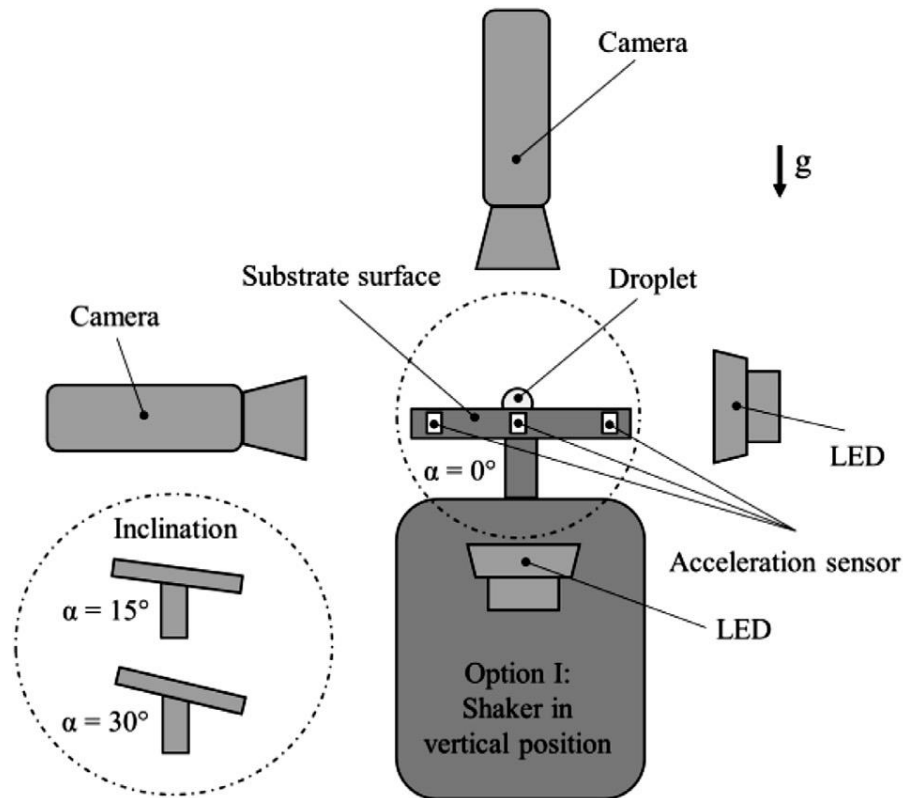 Camera
g
Substrate surface
Droplet
Camera
LED
α = 0°
Inclination
Acceleration sensor
α = 15°
LED
Option I:
Shaker in
vertical position
α = 30°